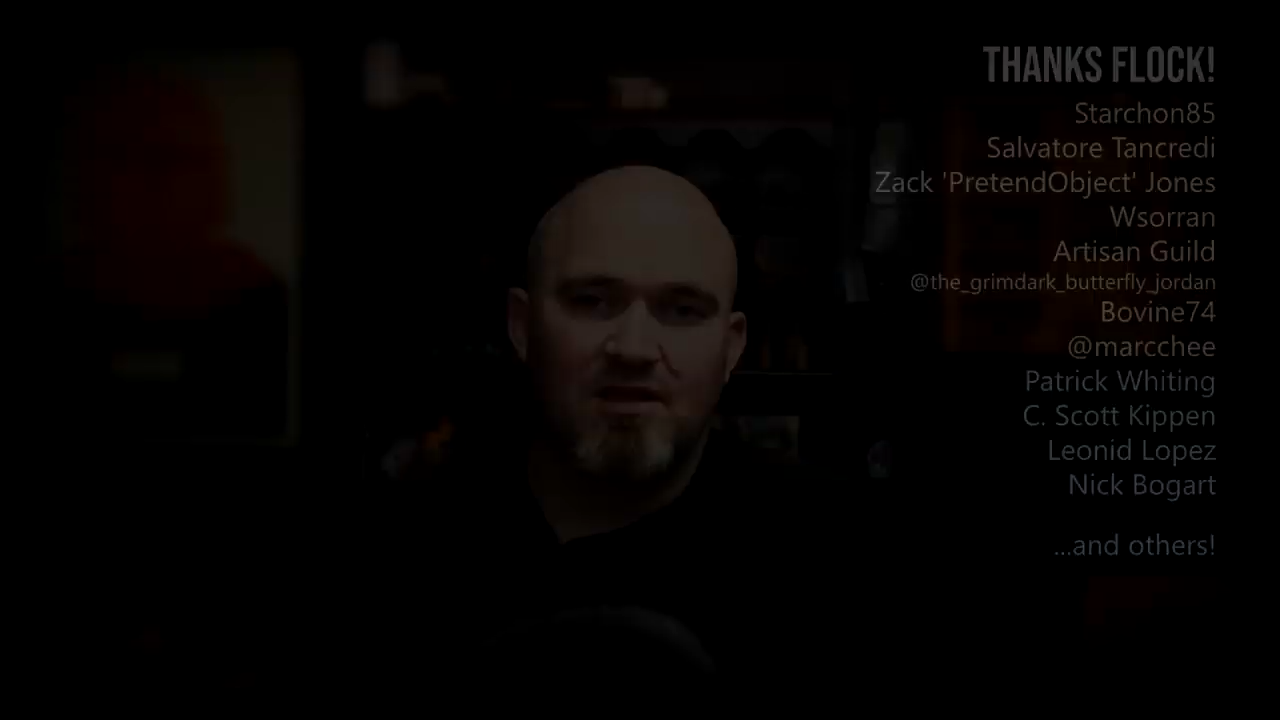 THANKS FLOCK!
Starchon85
Salvatore Tancredi
Zack 'PretendObject' Jones
Wsorran
Artisan Guild
@the_grimdark_butterfly_jordan
Bovine74
@marcchee
Patrick Whiting
C. Scott Kippen
Leonid Lopez
Nick Bogart
...and others!